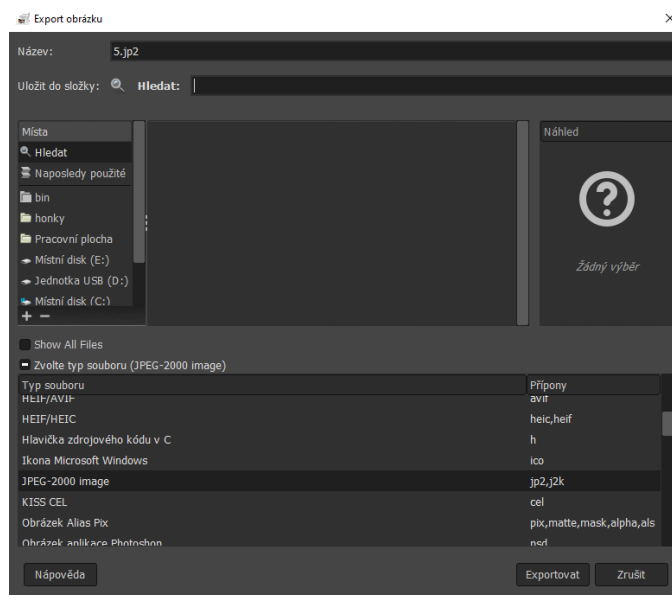 Export obrázku
Název: 5.jp2
Uložit do složky: Hledat:
Místa
Hledat
Naposledy použité
bin
honky
Pracovní plocha
Místní disk (E:)
Jednotka USB (D:)
Místní disk (C:)
Náhled
Žádný výběr
Show All Files
Zvolte typ souboru (JPEG-2000 image)
Typ souboru Přípony
HEIF/AVIF avif
HEIF/HEIC heic,heif
Hlavička zdrojového kódu v C h
Ikona Microsoft Windows ico
JPEG-2000 image jp2,j2k
KISS CEL cel
Obrázek Alias Pix pix,matte,mask,alpha,als
Obrázek aplikace Photoshop psd
Nápověda Exportovat Zrušit